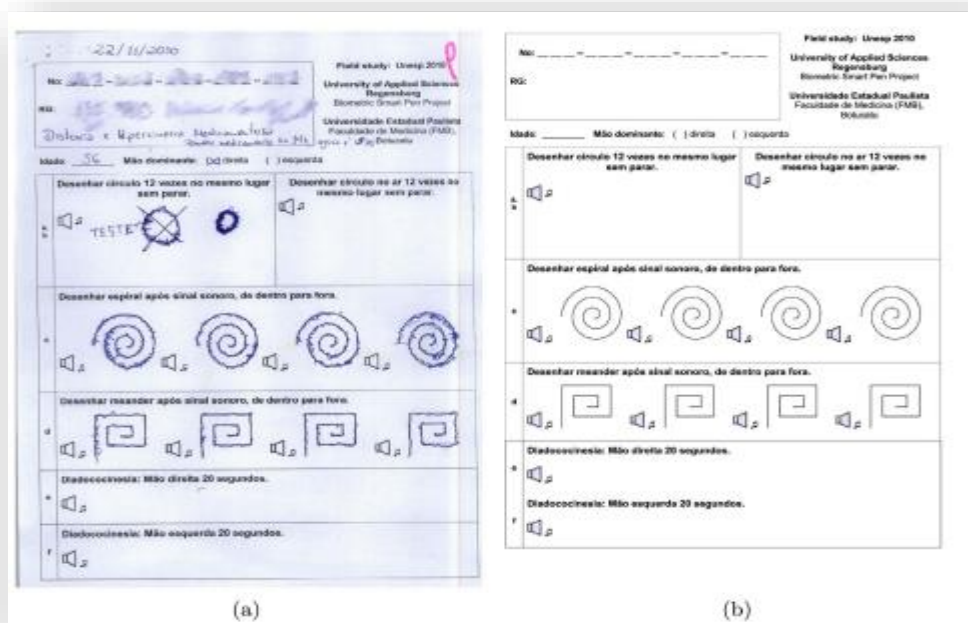 22/11/2010
No:
RG:
Field study: Unesp 2010
University of Applied Sciences
Regensburg
Biometric Smart Pen Project
Universidade Estadual Paulista
Faculdade de Medicina (FMB),
Botucatu
Idade: 56 Mão dominante: direita ( ) esquerda
Desenhar círculo 12 vezes no mesmo lugar
sem parar.
TESTE
Desenhar círculo no ar 12 vezes no
mesmo lugar sem parar.
Desenhar espiral após sinal sonoro, de dentro para fora.
c
Desenhar meander após sinal sonoro, de dentro para fora.
d
Diadococinesia: Mão direita 20 segundos.
e
Diadococinesia: Mão esquerda 20 segundos.
f
(a)
No:
RG:
Field study: Unesp 2010
University of Applied Sciences
Regensburg
Biometric Smart Pen Project
Universidade Estadual Paulista
Faculdade de Medicina (FMB),
Botucatu
Idade: Mão dominante: ( ) direita ( ) esquerda
Desenhar círculo 12 vezes no mesmo lugar
sem parar.
Desenhar círculo no ar 12 vezes no
mesmo lugar sem parar.
Desenhar espiral após sinal sonoro, de dentro para fora.
c
Desenhar meander após sinal sonoro, de dentro para fora.
d
Diadococinesia: Mão direita 20 segundos.
e
Diadococinesia: Mão esquerda 20 segundos.
f
(b)